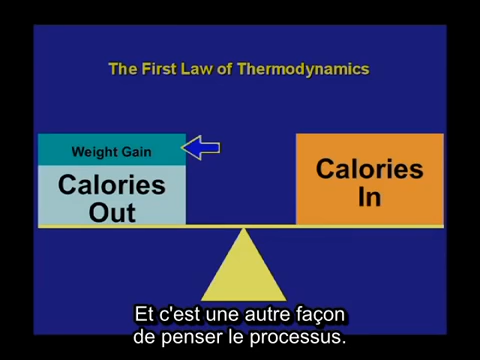 The First Law of Thermodynamics
Weight Gain
Calories
Out
Calories
In
Et c'est une autre façon
de penser le processus.